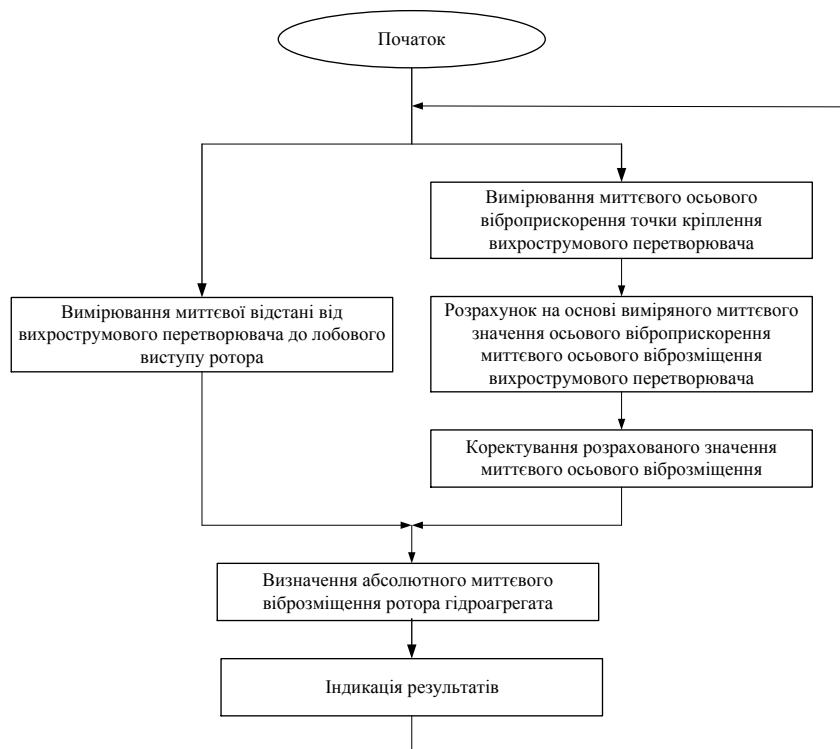 Початок
Вимірювання миттєвого осьового
віброприскорення точки кріплення
вихрострумового перетворювача
Вимірювання миттєвої відстані від
вихрострумового перетворювача до лобового
виступу ротора
Розрахунок на основі виміряного миттєвого
значення осьового віброприскорення
миттєвого осьового віброзміщення
вихрострумового перетворювача
Коректування розрахованого значення
миттєвого осьового віброзміщення
Визначення абсолютного миттєвого
віброзміщення ротора гідроагрегата
Індикація результатів